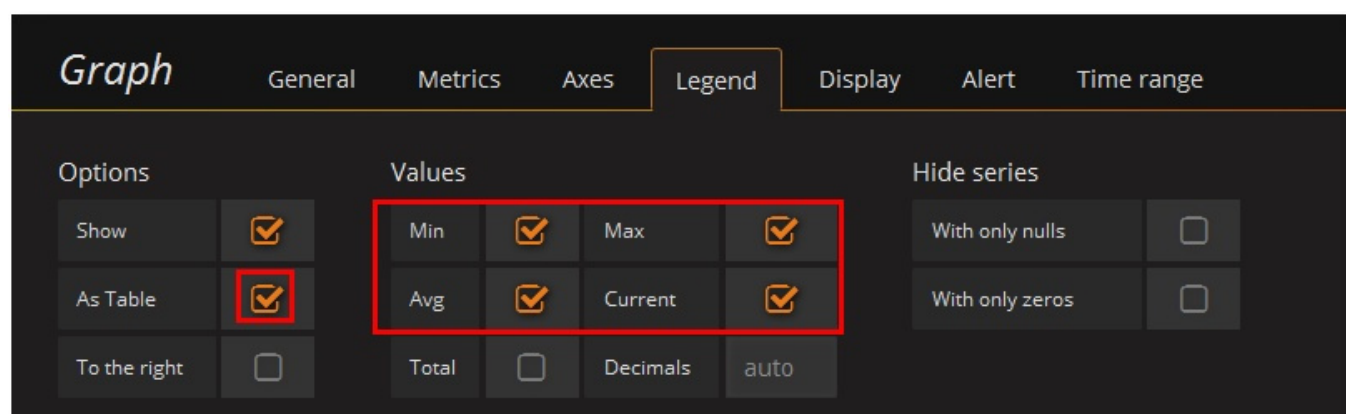 Graph General Metrics Axes Legend Display Alert Time range
Options Values Hide series
Show Min Max With only nulls
As Table Avg Current With only zeros
To the right Total Decimals auto